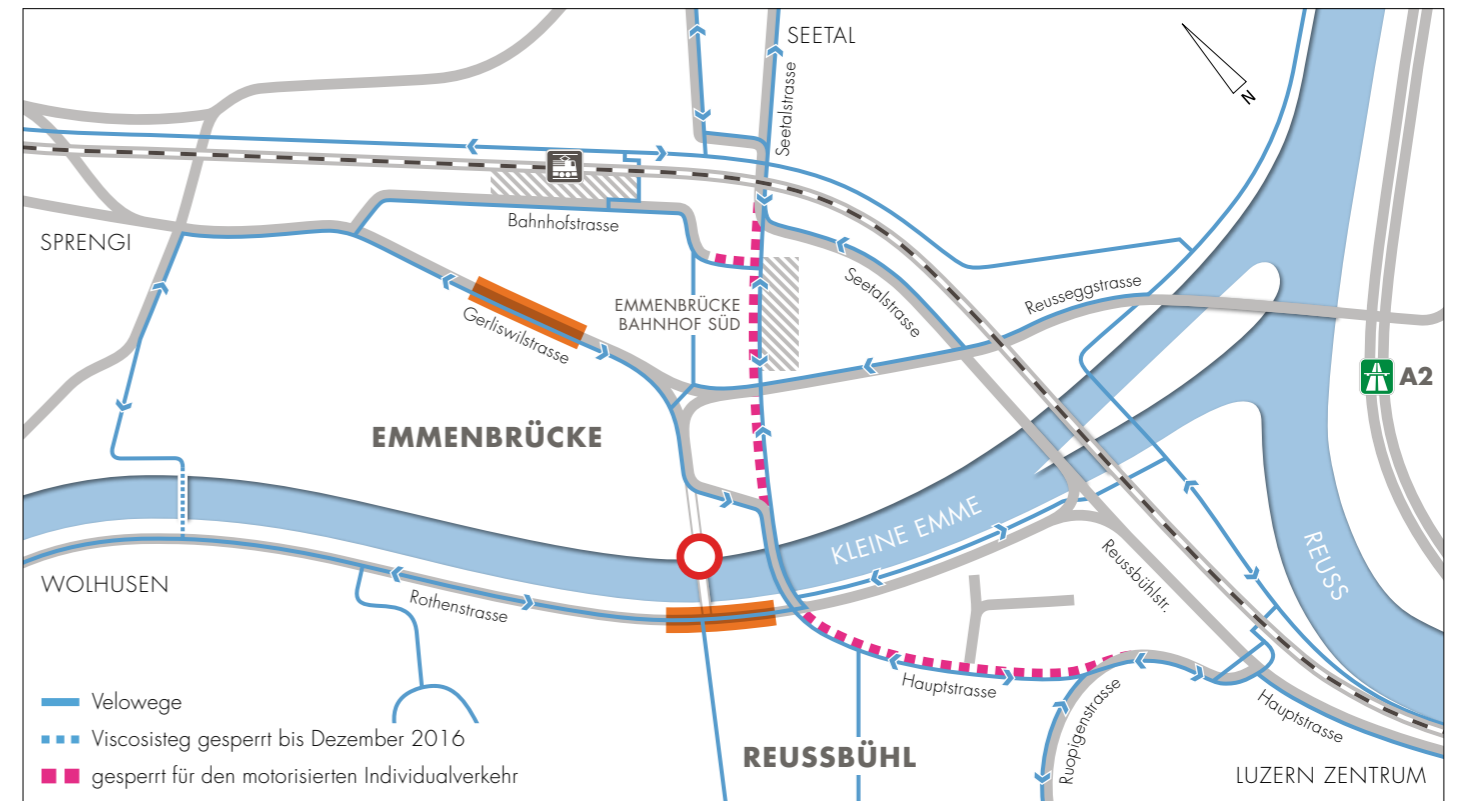 SEETAL
Seetalstrasse
N
SPRENGI
Bahnhofstrasse
EMMENBRÜCKE
BAHNHOF SÜD
Seetalstrasse
Reusseggstrasse
Gerliswilstrasse
A2
EMMENBRÜCKE
KLEINE EMME
REUSS
WOLHUSEN
Rothenstrasse
Reussbühlstr.
Hauptstrasse
Ruopigenstrasse
Hauptstrasse
REUSSBÜHL
LUZERN ZENTRUM
Velowege
Viscosisteg gesperrt bis Dezember 2016
gesperrt für den motorisierten Individualverkehr